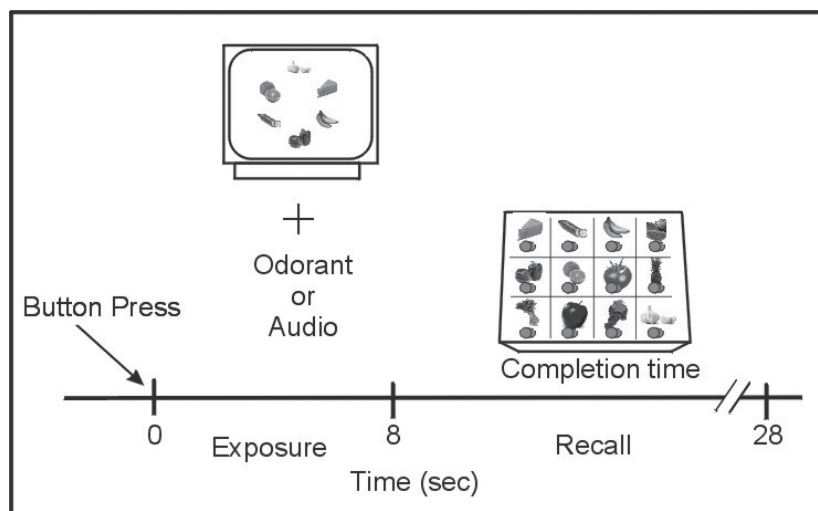 +
Odorant
or
Audio
Button Press
Completion time
0
8
28
Exposure
Recall
Time (sec)